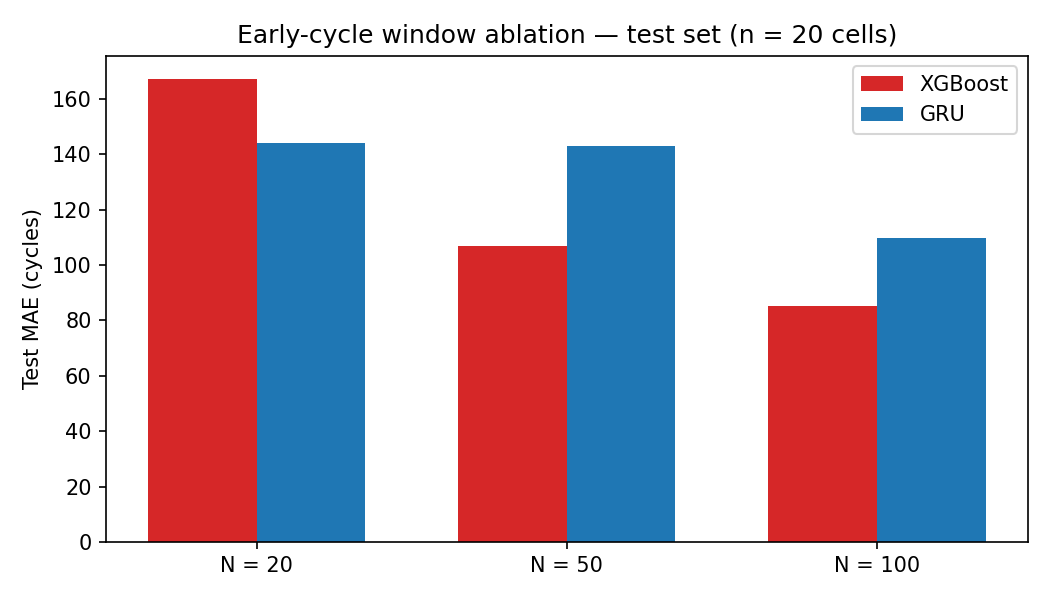 Early-cycle window ablation — test set (n = 20 cells)
XGBoost
GRU
Test MAE (cycles)
160
140
120
100
80
60
40
20
0
N = 20
N = 50
N = 100